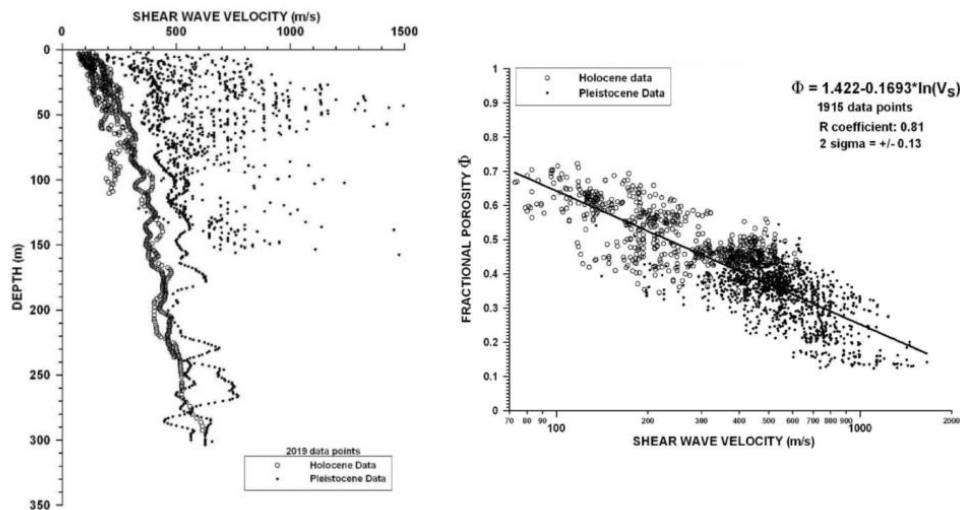 SHEAR WAVE VELOCITY (m/s)
0 500 1000 1500
0
50
100
150
200
250
300
350
DEPTH (m)
2019 data points
Holocene Data
Pleistocene Data
Holocene data
Pleistocene Data
Φ = 1.422-0.1693*ln(VS)
1915 data points
R coefficient: 0.81
2 sigma = +/- 0.13
1
0.9
0.8
0.7
0.6
0.5
0.4
0.3
0.2
0.1
0
FRACTIONAL POROSITY Φ
70 80 90 100 200 300 400 500 600 700 800 900 1000 2000
SHEAR WAVE VELOCITY (m/s)